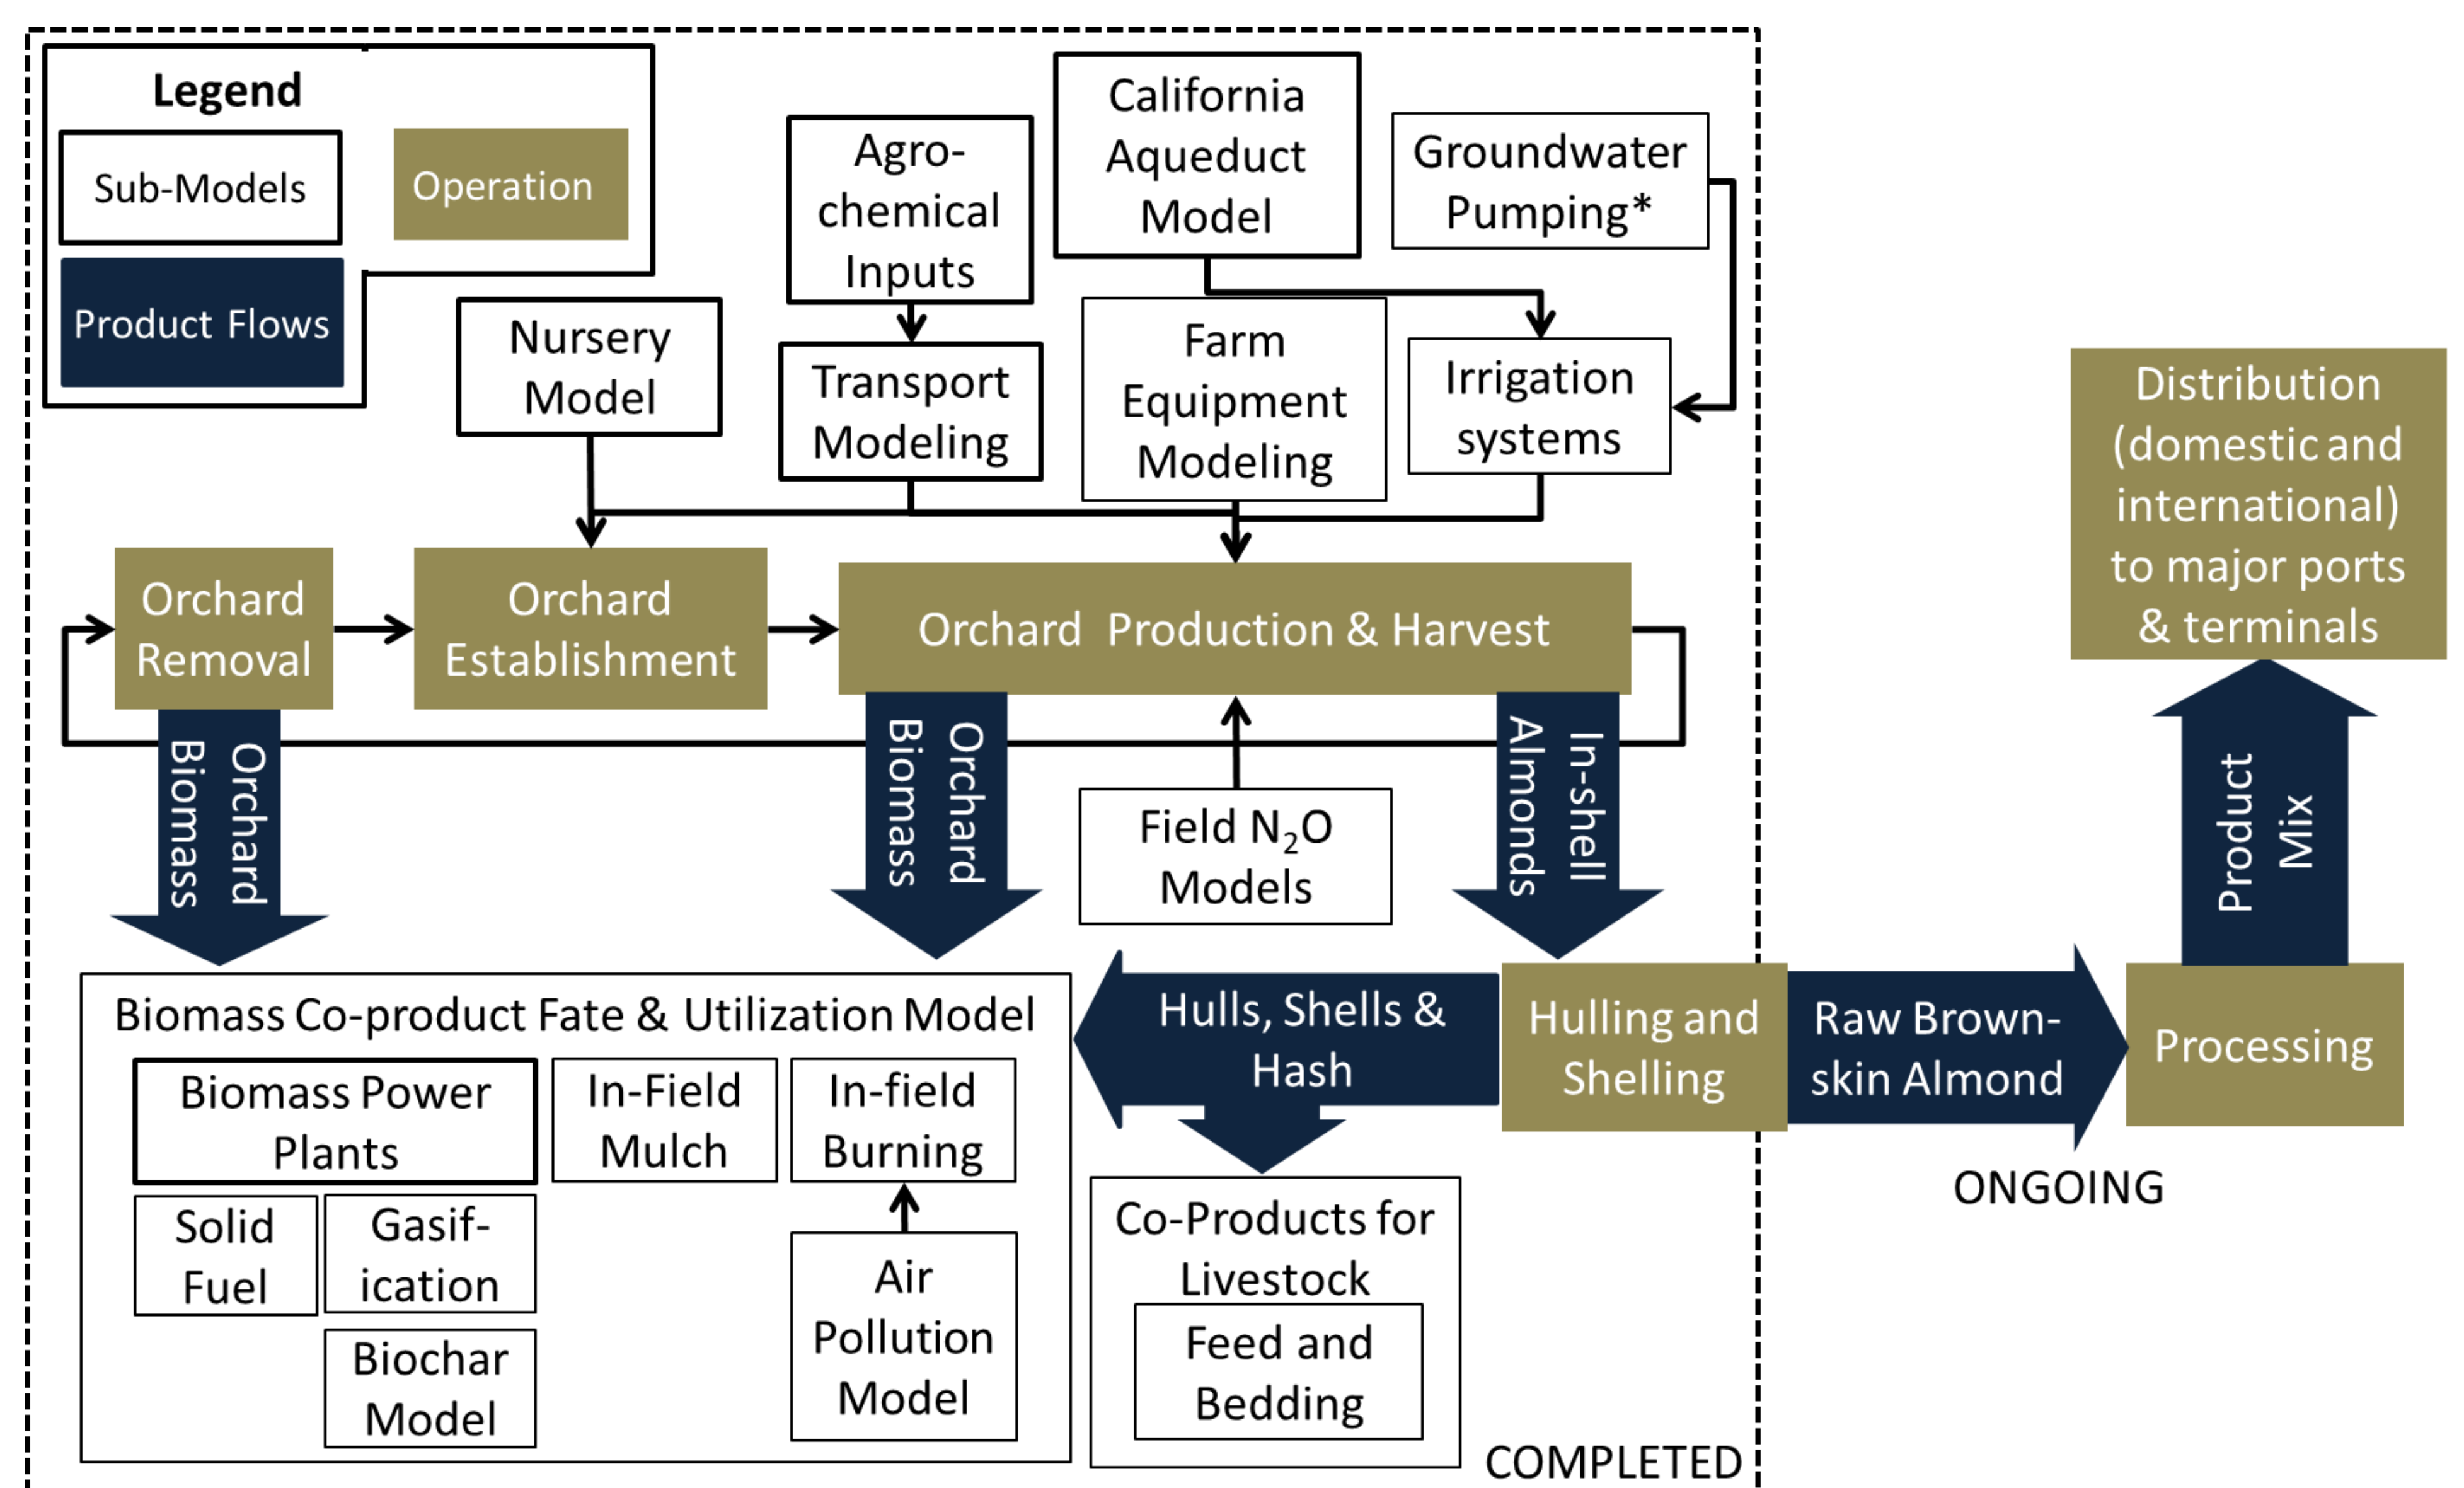 Legend
Sub-Models
Operation
Product Flows
Nursery
Model
Agro-
chemical
Inputs
Transport
Modeling
California
Aqueduct
Model
Farm
Equipment
Modeling
Groundwater
Pumping*
Irrigation
systems
Orchard
Removal
Orchard
Establishment
Orchard Production & Harvest
Orchard
Biomass
Orchard
Biomass
Field N₂O
Models
In-shell
Almonds
Biomass Co-product Fate & Utilization Model
Biomass Power
Plants
Solid
Fuel
Gasif-
ication
Biochar
Model
In-Field
Mulch
In-field
Burning
Air
Pollution
Model
Hulls, Shells &
Hash
Co-Products for
Livestock
Feed and
Bedding
Hulling and
Shelling
COMPLETED
Raw Brown-
skin Almond
ONGOING
Processing
Product
Mix
Distribution
(domestic and
international)
to major ports
& terminals